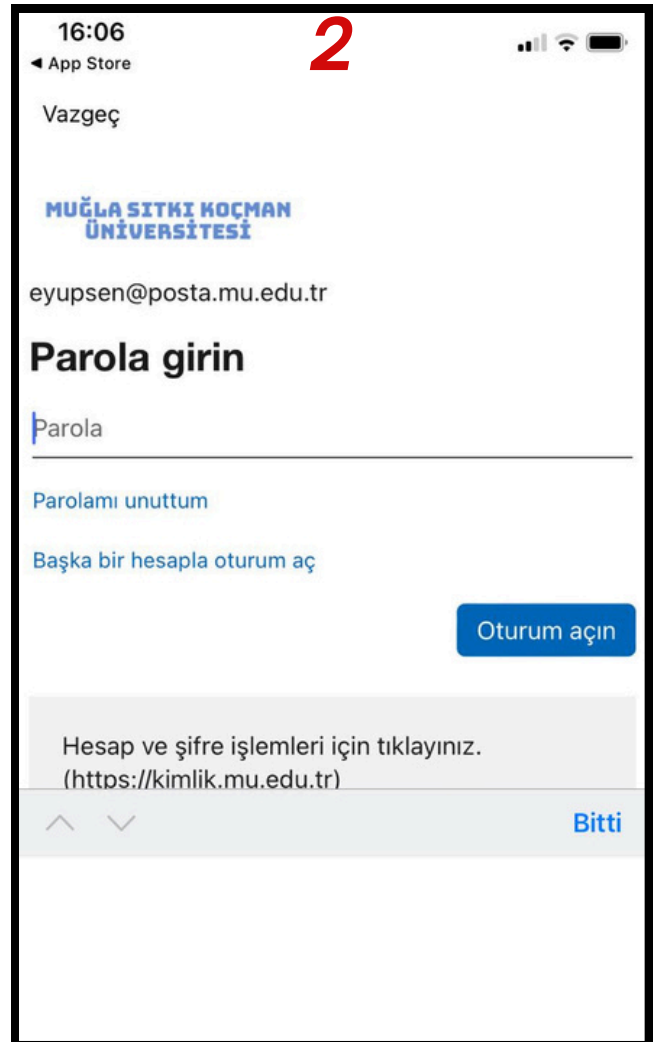 16:06
2
◀ App Store
Vazgeç
MUĞLA SITKI KOÇMAN
ÜNİVERSİTESİ
eyupsen@posta.mu.edu.tr
Parola girin
Parola
Parolamı unuttum
Başka bir hesapla oturum aç
Oturum açın
Hesap ve şifre işlemleri için tıklayınız.
(https://kimlik.mu.edu.tr)
Bitti